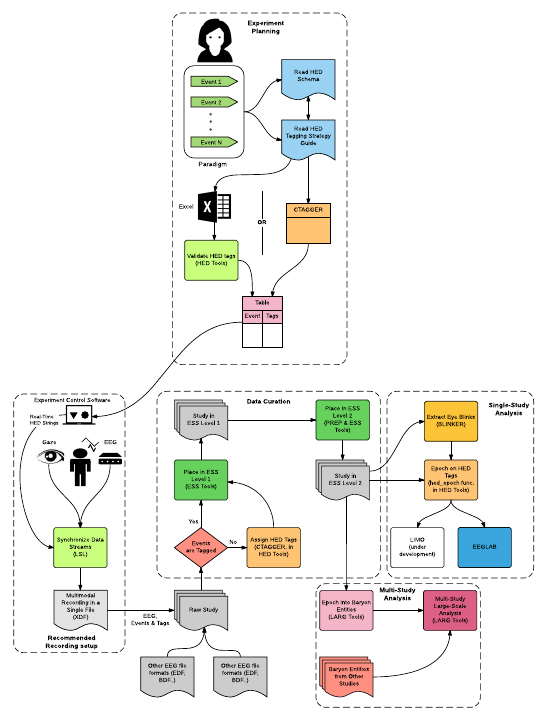 Experiment
Planning
Event 1
Event 2
Event N
Paradigm
Read HED
Schema
Read HED
Tagging Strategy
Guide
Excel
X
OR
CTAGGER
Validate HED tags
(HED Tools)
Table
Event Tags
Experiment Control Software
Real-Time
HED Strings
Gaze
EEG
Synchronize Data
Streams
(LSL)
Multimodal
Recording in a
Single File
(XDF)
Recommended
Recording setup
EEG,
Events & Tags
Data Curation
Study in
ESS Level 1
Place in ESS
Level 2
(PREP & ESS
Tools)
Place in ESS
Level 1
(ESS Tools)
Study in
ESS Level 2
Yes
No
Events
are Tagged
Assign HED Tags
(CTAGGER, in
HED Tools)
Raw Study
Other EEG file
formats (EDF,
BDF..)
Other EEG file
formats (EDF,
BDF..)
Single-Study
Analysis
Extract Eye Blinks
(BLINKER)
Epoch on HED
Tags
(hed_epoch func.
in HED Tools)
LIMO
(under
development)
EEGLAB
Multi-Study
Analysis
Epoch into Baryon
Entities
(LARG Tools)
Multi-Study
Large-Scale
Analysis
(LARG Tools)
Baryon Entities
from Other
Studies